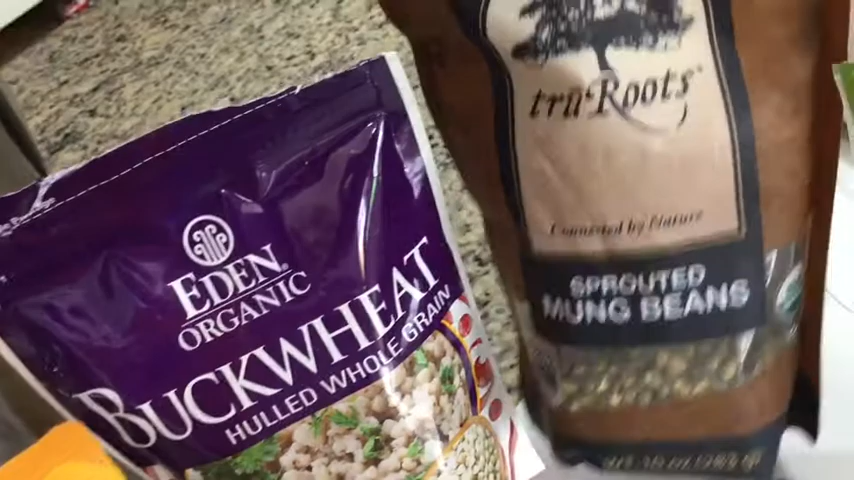 EDEN
ORGANIC
BUCKWHEAT
HULLED WHOLE GRAIN
truRoots
Connected by Nature
SPROUTED
MUNG BEANS